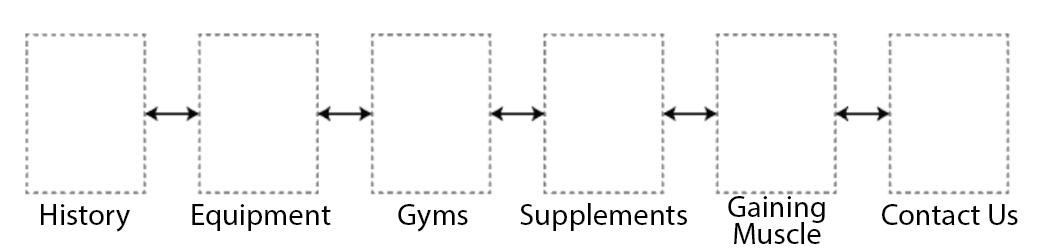 History
Equipment
Gyms
Supplements
Gaining
Muscle
Contact Us